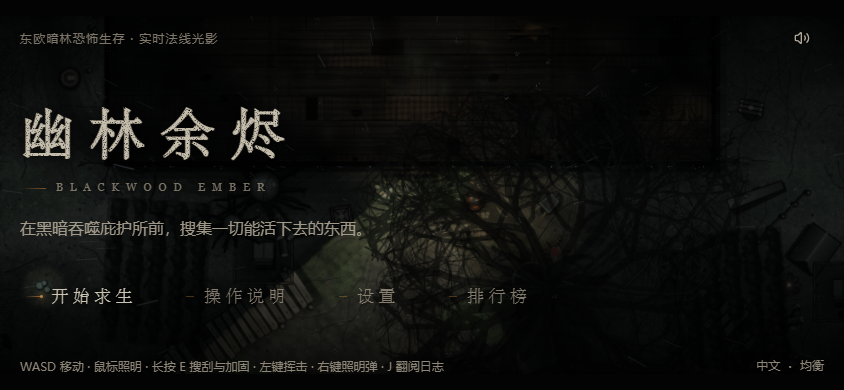 东欧暗林恐怖生存 · 实时法线光影
幽林余烬
BLACKWOOD EMBER
在黑暗吞噬庇护所前，搜集一切能活下去的东西。
开始求生 操作说明 设置 排行榜
WASD 移动 · 鼠标照明 · 长按 E 搜刮与加固 · 左键挥击 · 右键照明弹 · J 翻阅日志
中文 · 均衡